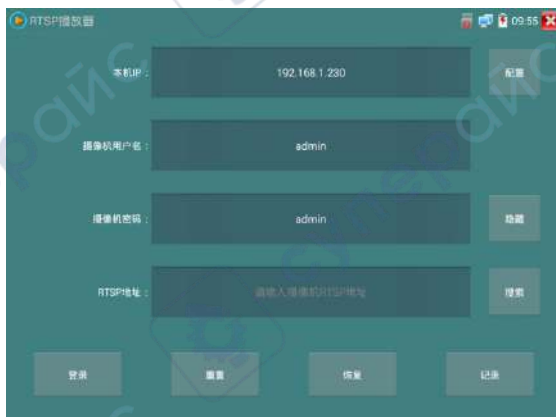 RTSP播放器
09:55
本机IP : 192.168.1.230 配置
摄像机用户名 : admin
摄像机密码 : admin 隐藏
RTSP地址 : 请输入摄像机RTSP地址 搜索
登录 重置 恢复 记录
суперайс